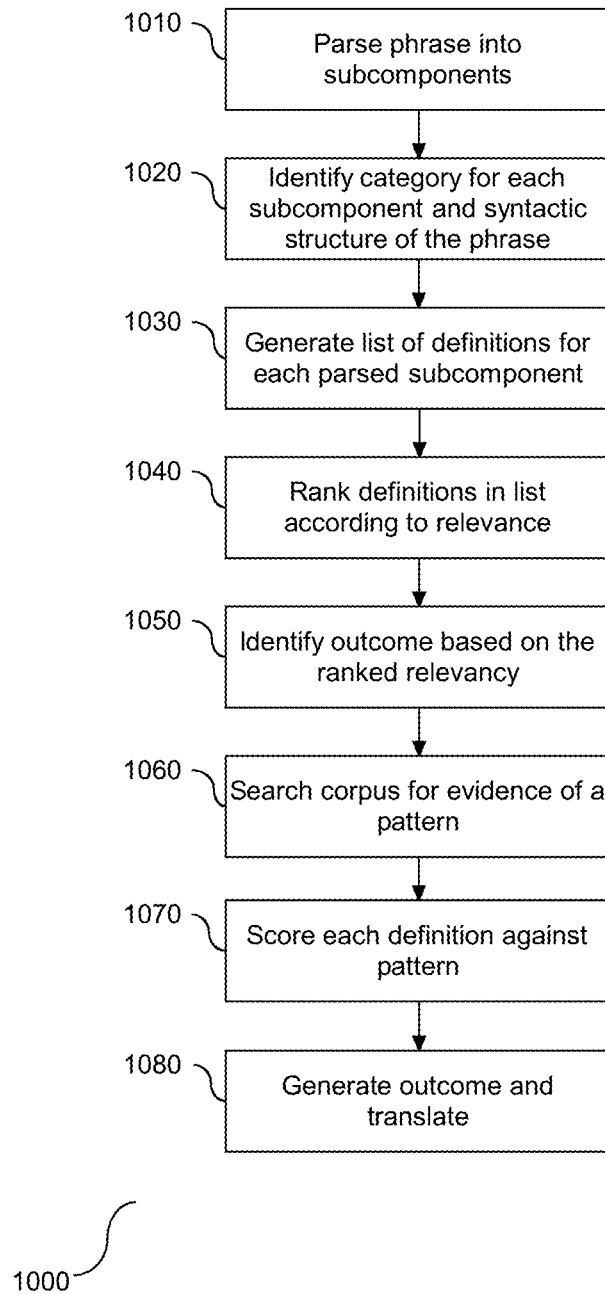 1010
Parse phrase into
subcomponents
1020
Identify category for each
subcomponent and syntactic
structure of the phrase
1030
Generate list of definitions for
each parsed subcomponent
1040
Rank definitions in list
according to relevance
1050
Identify outcome based on the
ranked relevancy
1060
Search corpus for evidence of a
pattern
1070
Score each definition against
pattern
1080
Generate outcome and
translate
1000